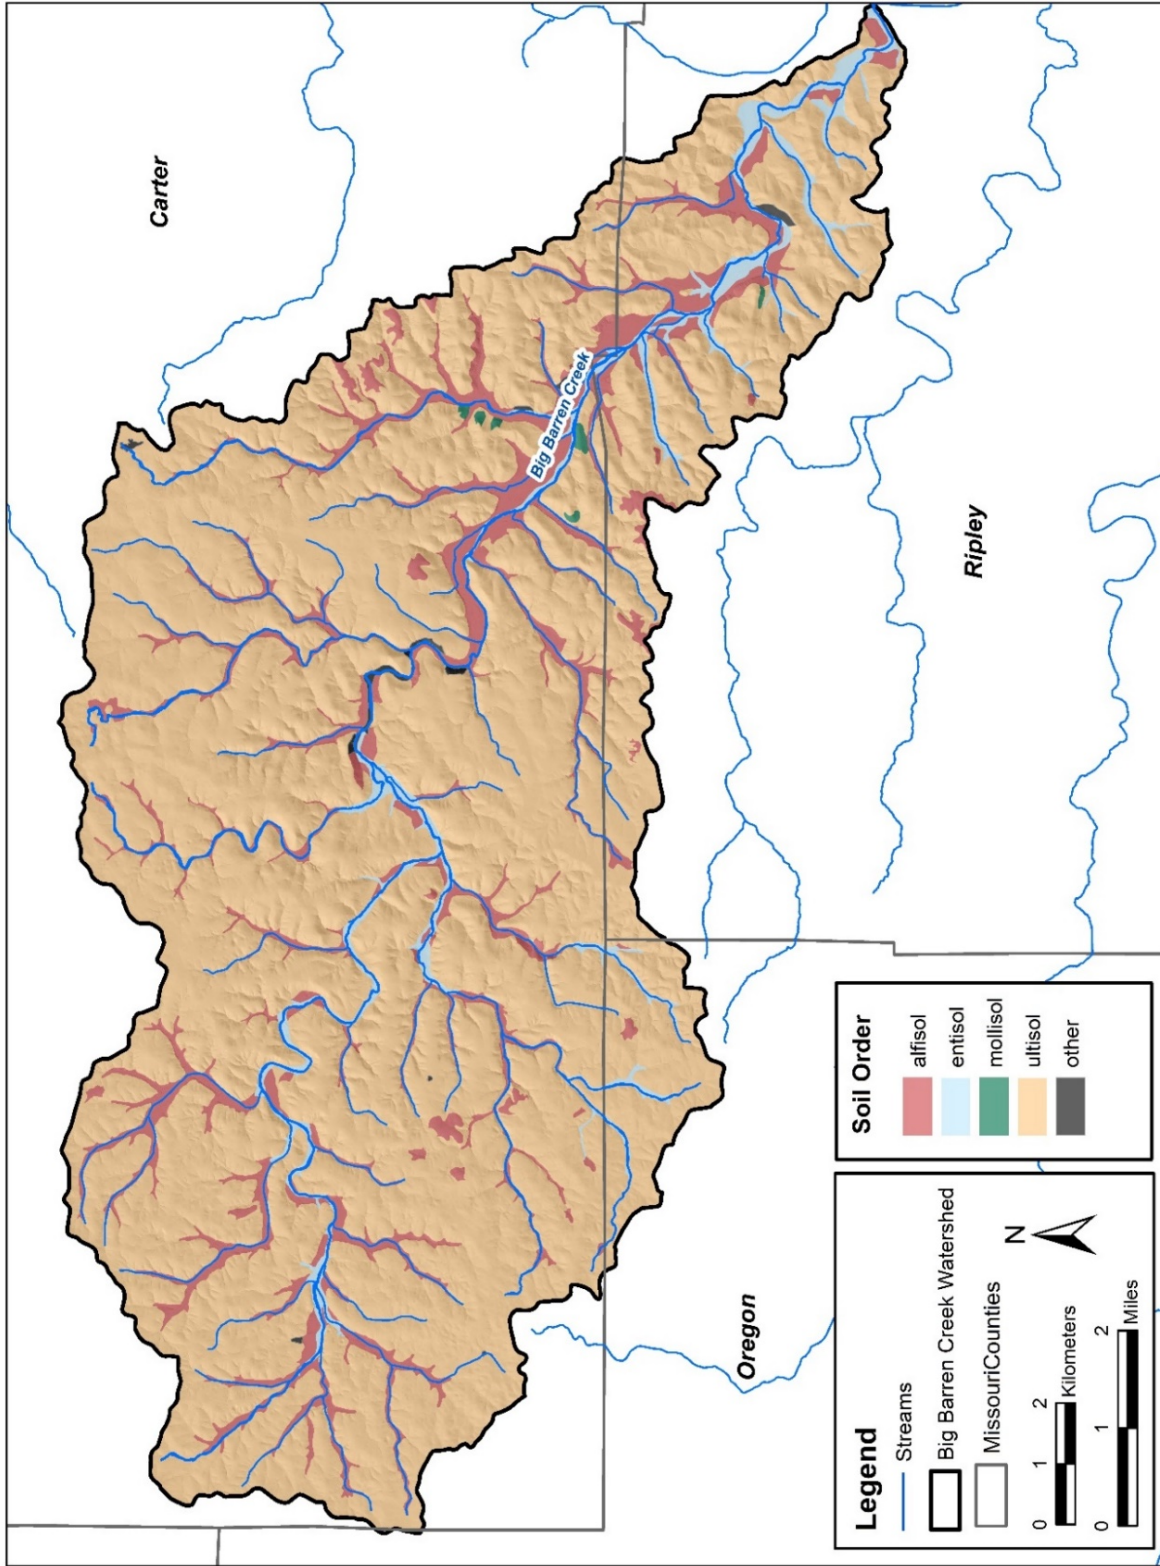 Carter
Big Barren Creek
Ripley
Oregon
Legend
Streams
Big Barren Creek Watershed
MissouriCounties
N
0 1 2
Kilometers
0 1 2
Miles
Soil Order
alfisol
entisol
mollisol
ultisol
other